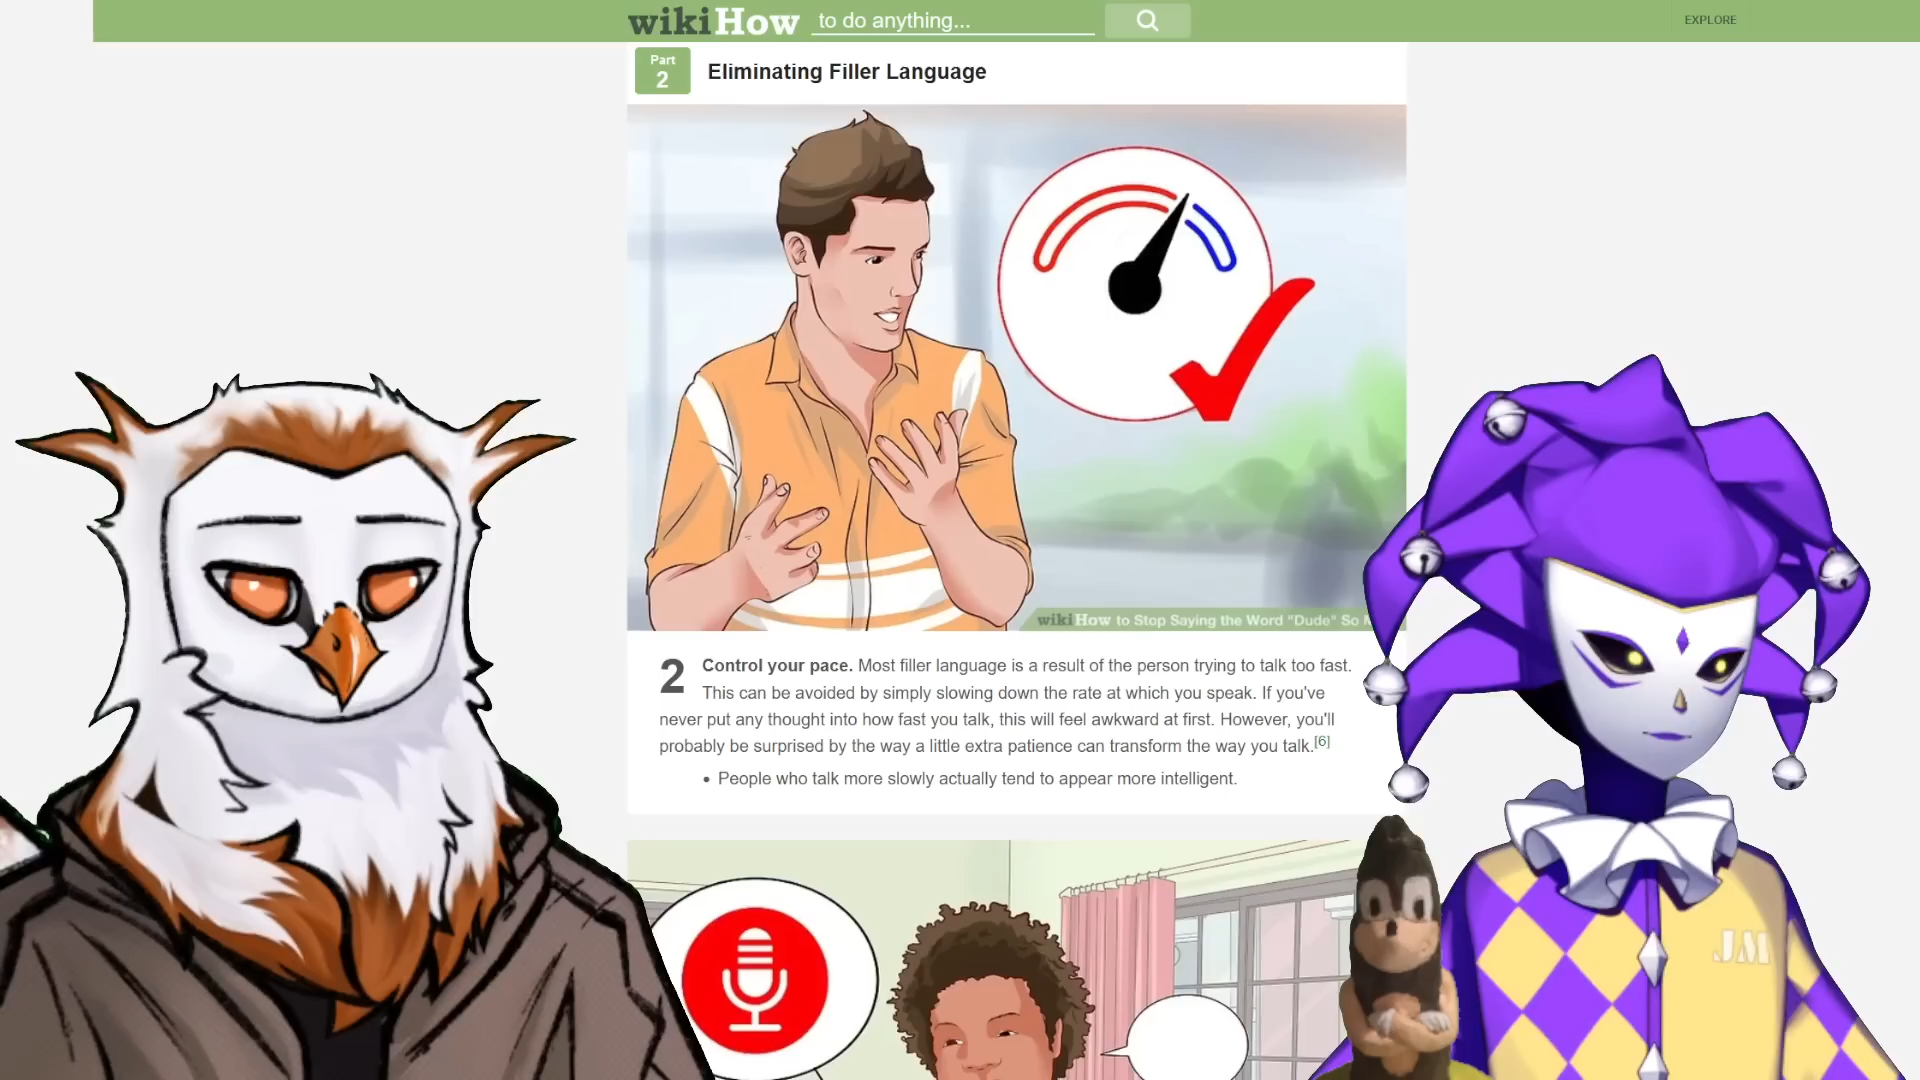 wikiHow to do anything...
EXPLORE
Part
2
Eliminating Filler Language
wikiHow to Stop Saying the Word "Dude" So
2 Control your pace. Most filler language is a result of the person trying to talk too fast.
This can be avoided by simply slowing down the rate at which you speak. If you've
never put any thought into how fast you talk, this will feel awkward at first. However, you'll
probably be surprised by the way a little extra patience can transform the way you talk.[6]
• People who talk more slowly actually tend to appear more intelligent.
JM